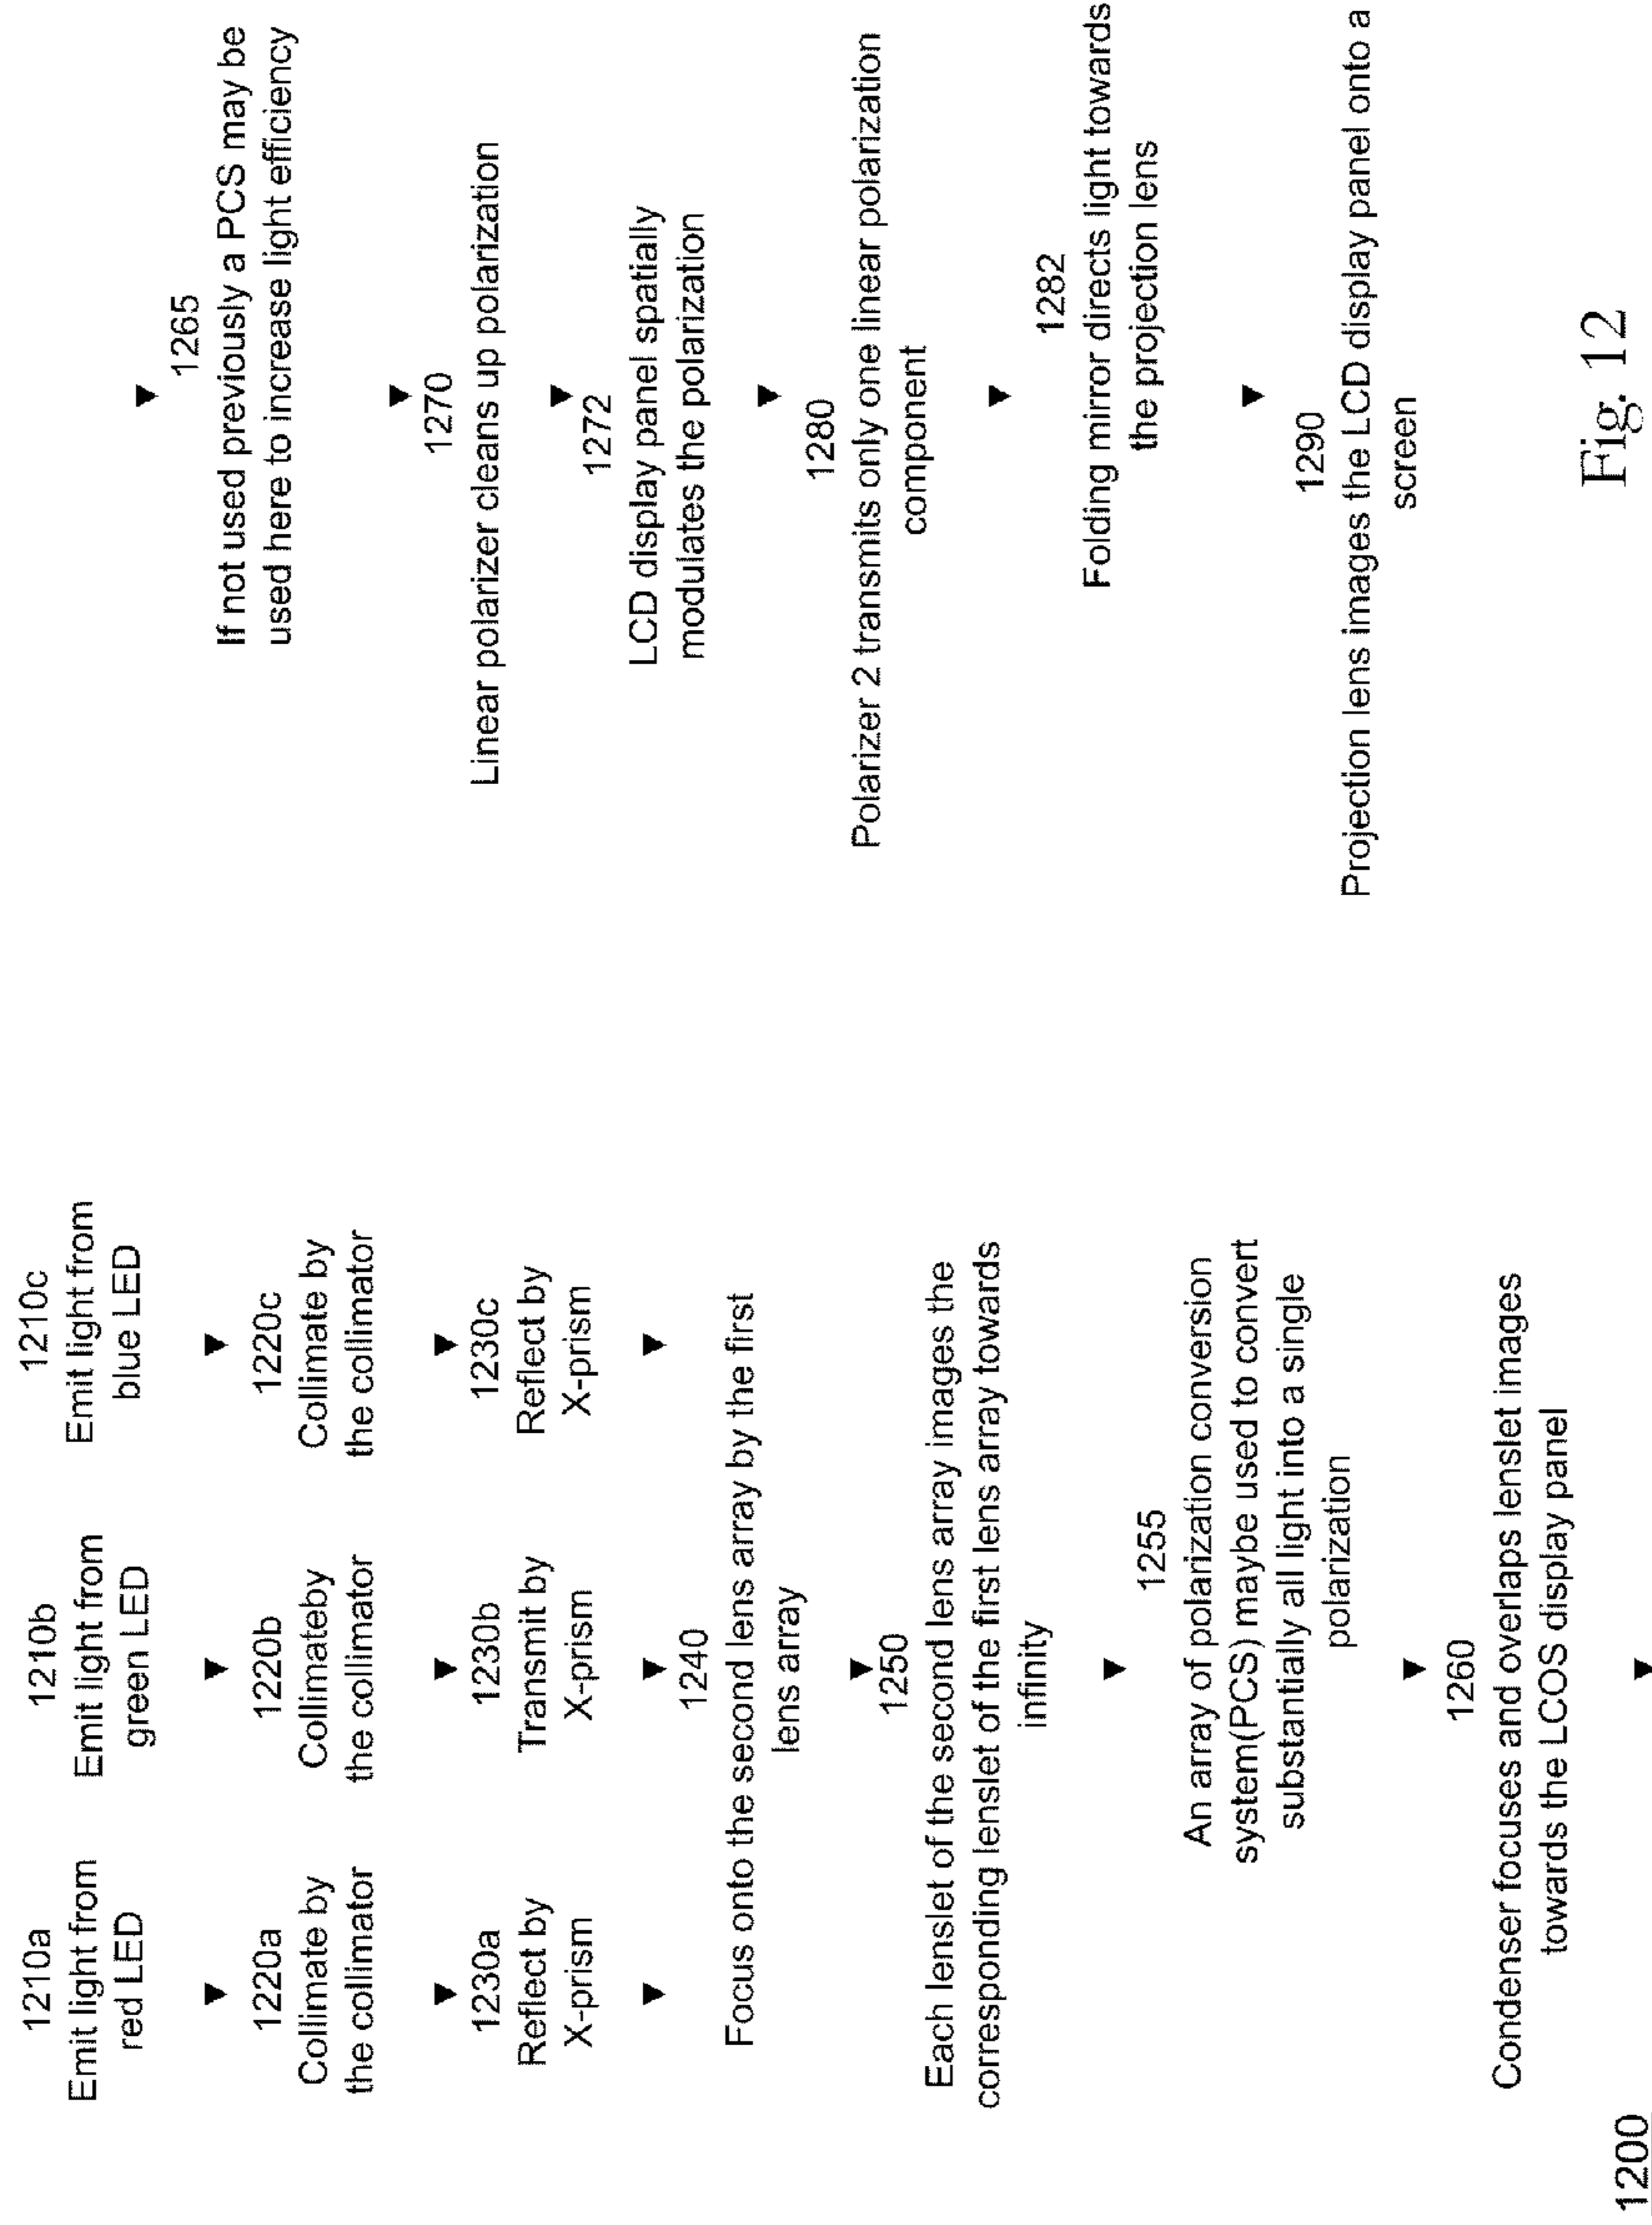 1210a
Emit light from
red LED
1210b
Emit light from
green LED
1210c
Emit light from
blue LED
1220a
Collimate by
the collimator
1220b
Collimateby
the collimator
1220c
Collimate by
the collimator
1230a
Reflect by
X-prism
1230b
Transmit by
X-prism
1230c
Reflect by
X-prism
1240
Focus onto the second lens array by the first
lens array
1250
Each lenslet of the second lens array images the
corresponding lenslet of the first lens array towards
infinity
1255
An array of polarization conversion
system(PCS) maybe used to convert
substantially all light into a single
polarization
1260
Condenser focuses and overlaps lenslet images
towards the LCOS display panel
1200
1265
If not used previously a PCS may be
used here to increase light efficiency
1270
Linear polarizer cleans up polarization
1272
LCD display panel spatially
modulates the polarization
1280
Polarizer 2 transmits only one linear polarization
component
1282
Folding mirror directs light towards
the projection lens
1290
Projection lens images the LCD display panel onto a
screen
Fig. 12